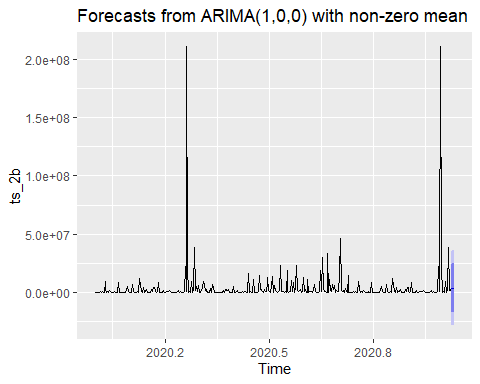 Forecasts from ARIMA(1,0,0) with non-zero mean
2.0e+08
1.5e+08
1.0e+08
5.0e+07
0.0e+00
ts_2b
2020.2 2020.5 2020.8
Time